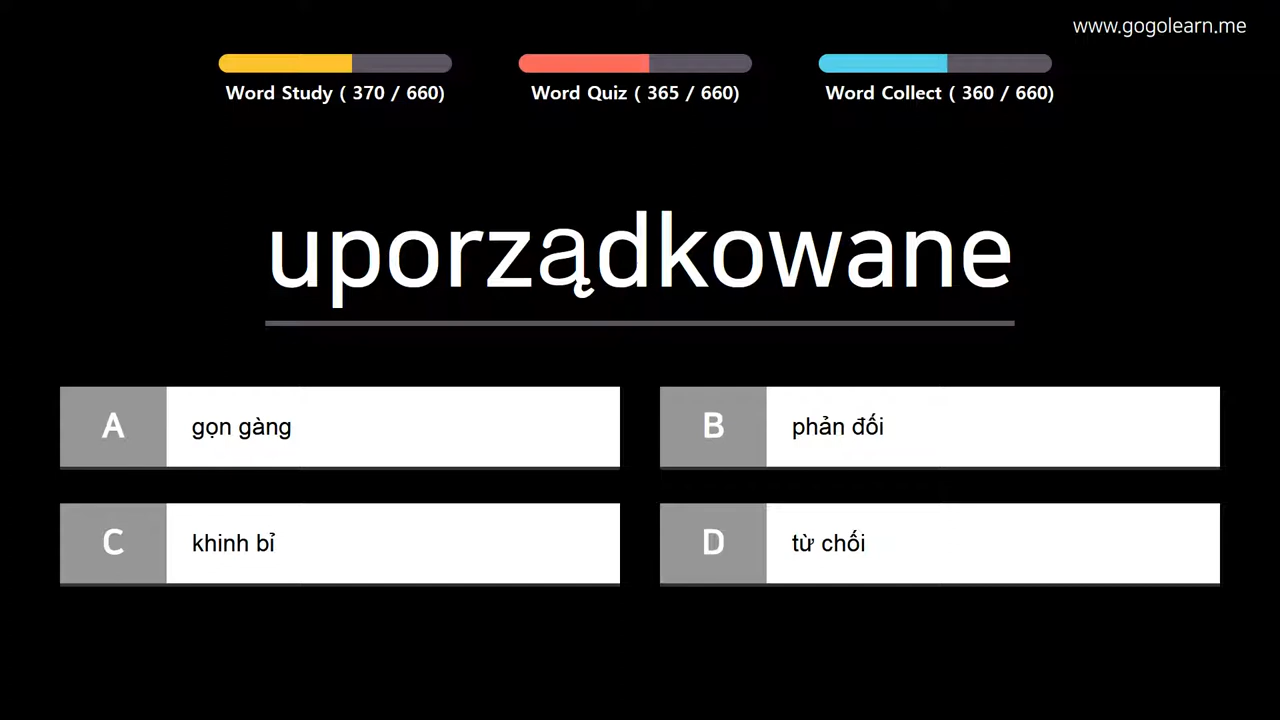 www.gogolearn.me
Word Study ( 370 / 660)
Word Quiz ( 365 / 660)
Word Collect ( 360 / 660)
uporządkowane
A gọn gàng
B phản đối
C khinh bỉ
D từ chối